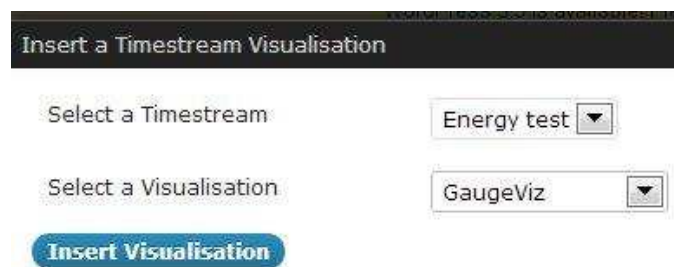 Insert a Timestream Visualisation
Select a Timestream
Energy test
Select a Visualisation
GaugeViz
Insert Visualisation